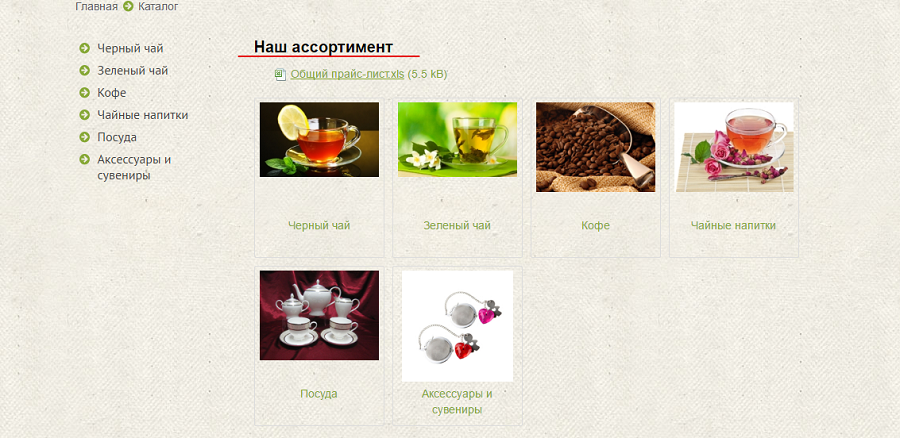 Главная Каталог
Черный чай
Зеленый чай
Кофе
Чайные напитки
Посуда
Аксессуары и
сувениры
Наш ассортимент
Общий прайс-лист.xls (5.5 kB)
Черный чай
Зеленый чай
Кофе
Чайные напитки
Посуда
Аксессуары и
сувениры